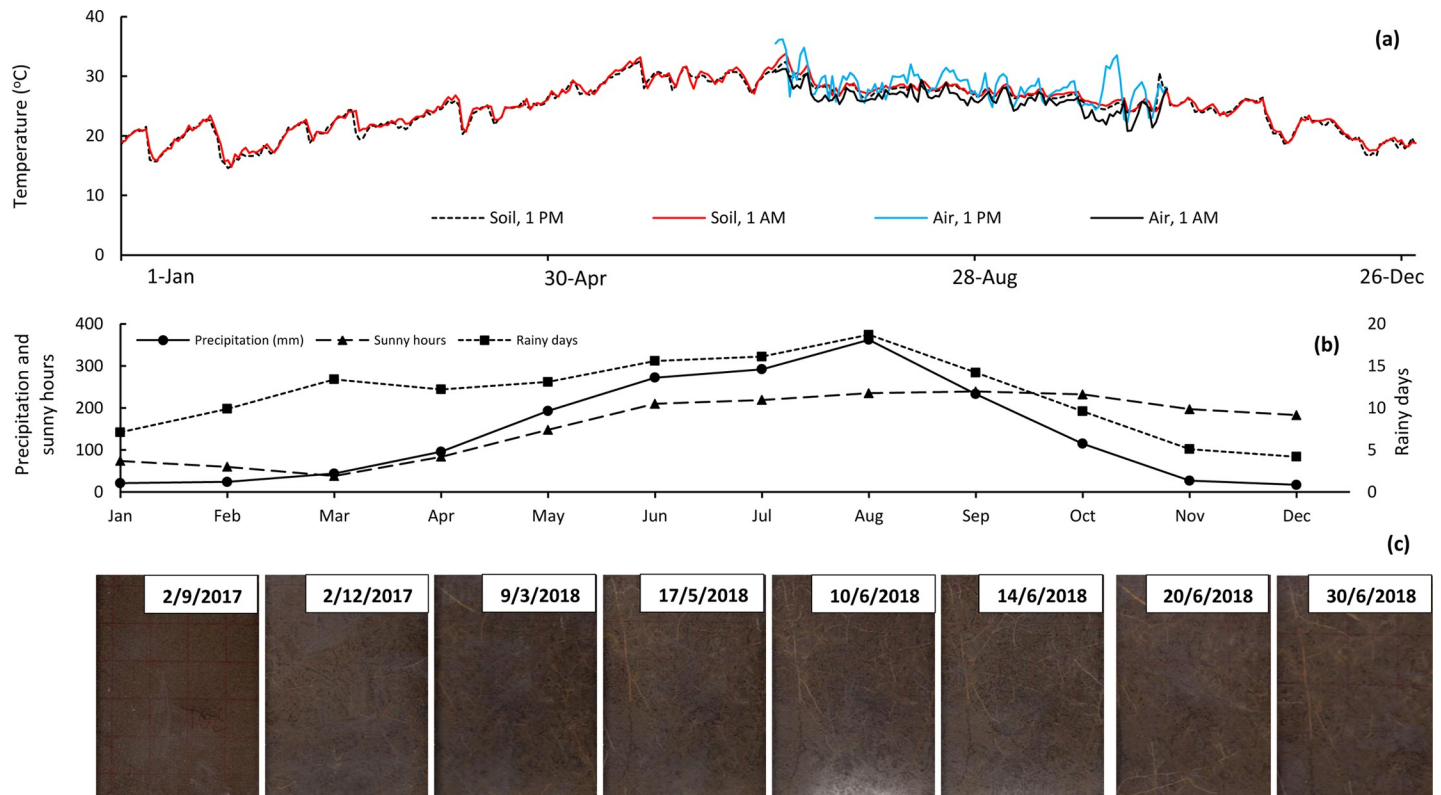 40
(a)
30
20
10
0
Temperature (ºC)
Soil, 1 PM Soil, 1 AM Air, 1 PM Air, 1 AM
1-Jan 30-Apr 28-Aug 26-Dec
400 20
Precipitation (mm) Sunny hours Rainy days
(b)
300 15
200 10
100 5
0 0
Precipitation and
sunny hours
Rainy days
Jan Feb Mar Apr May Jun Jul Aug Sep Oct Nov Dec
(c)
2/9/2017 2/12/2017 9/3/2018 17/5/2018 10/6/2018 14/6/2018 20/6/2018 30/6/2018